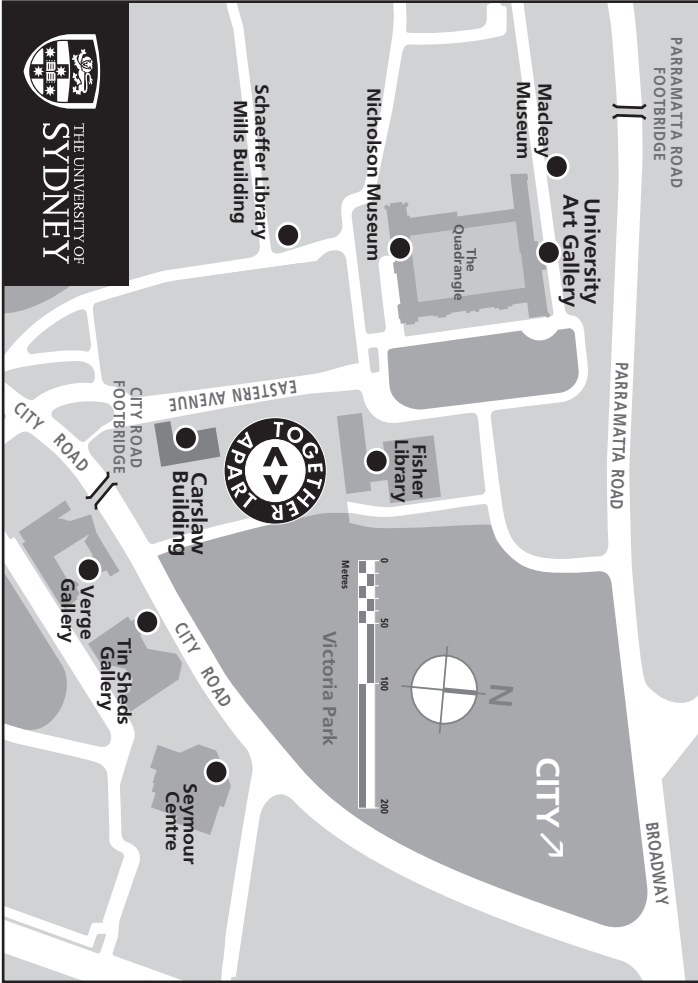 PARRAMATTA ROAD
FOOTBRIDGE
PARRAMATTA ROAD
BROADWAY
Macleay
Museum
University
Art Gallery
The
Quadrangle
Nicholson Museum
Schaeffer Library
Mills Building
Fisher
Library
EASTERN AVENUE
TOGETHER
< >
APART
Carslaw
Building
CITY ROAD
FOOTBRIDGE
CITY ROAD
CITY ROAD
Verge
Gallery
Tin Sheds
Gallery
Seymour
Centre
Victoria Park
N
CITY ↗
0 50 100 200
Metres
THE UNIVERSITY OF
SYDNEY